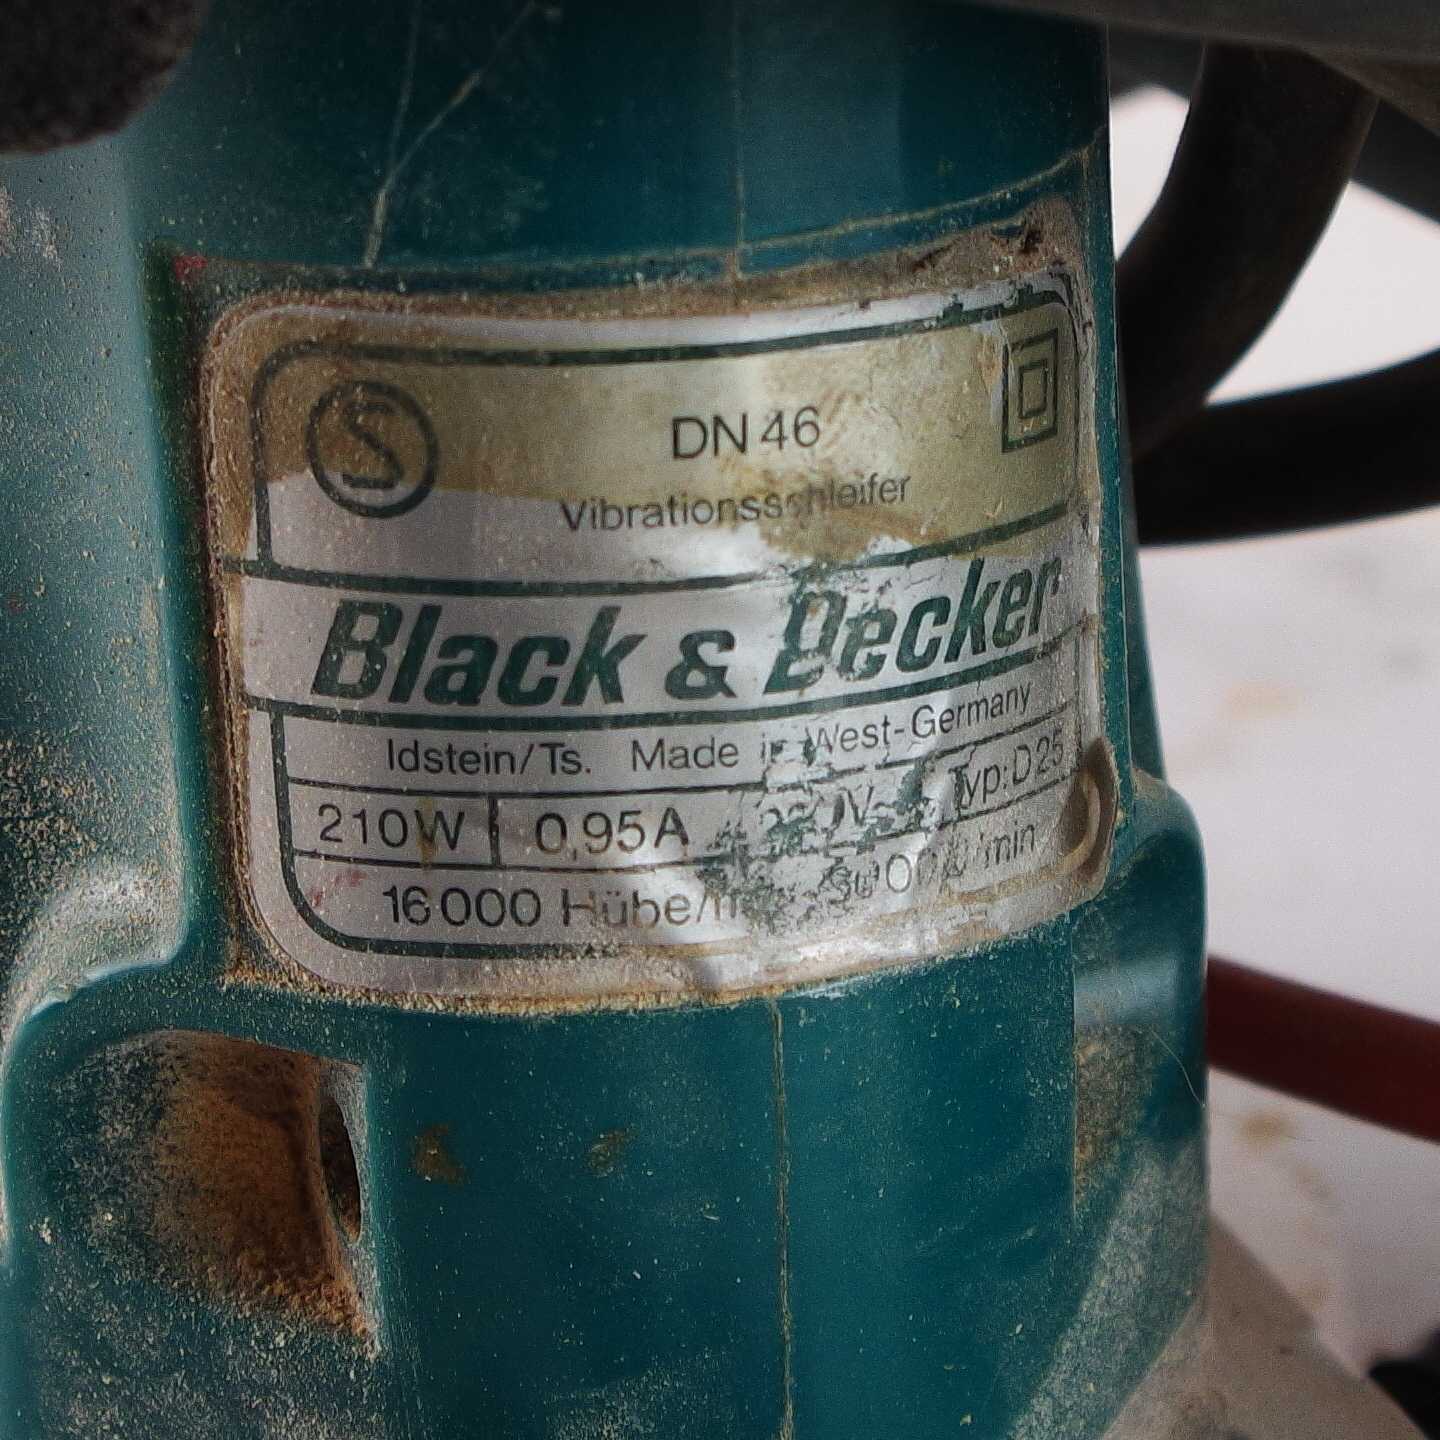 S
DN 46
Vibrationsschleifer
Black & Decker
Idstein/Ts. Made in West-Germany
210W 0,95A Typ:D25
16 000 Hübe/min